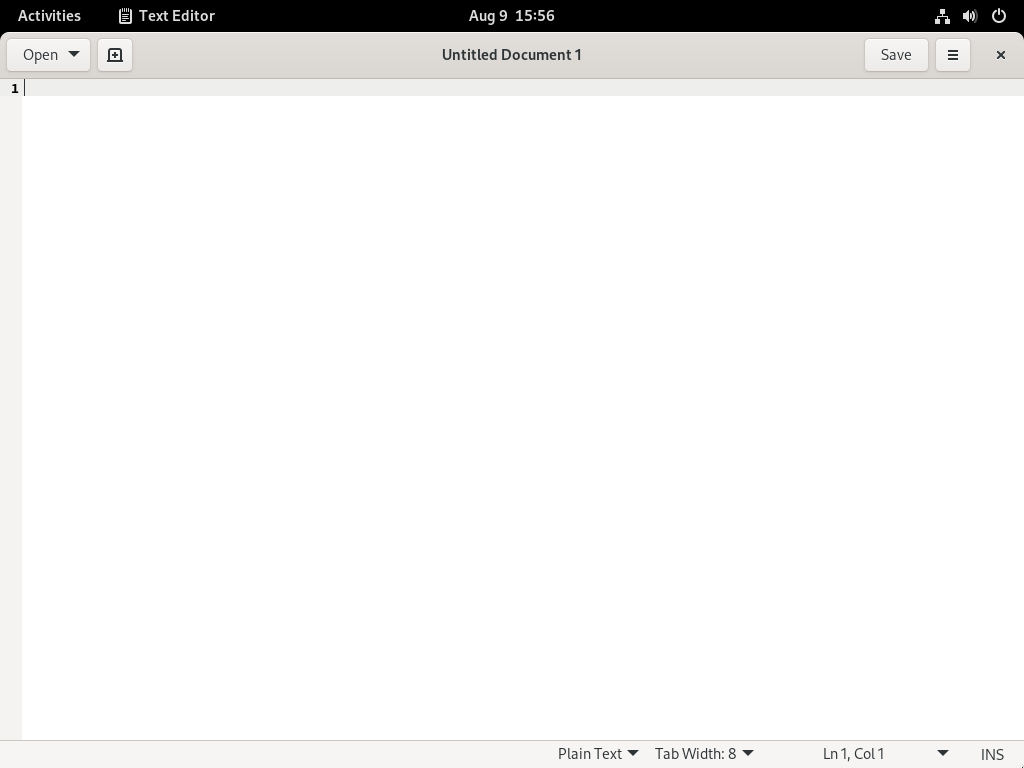 Activities Text Editor Aug 9 15:56
Open Untitled Document 1 Save
1
Plain Text Tab Width: 8 Ln 1, Col 1 INS